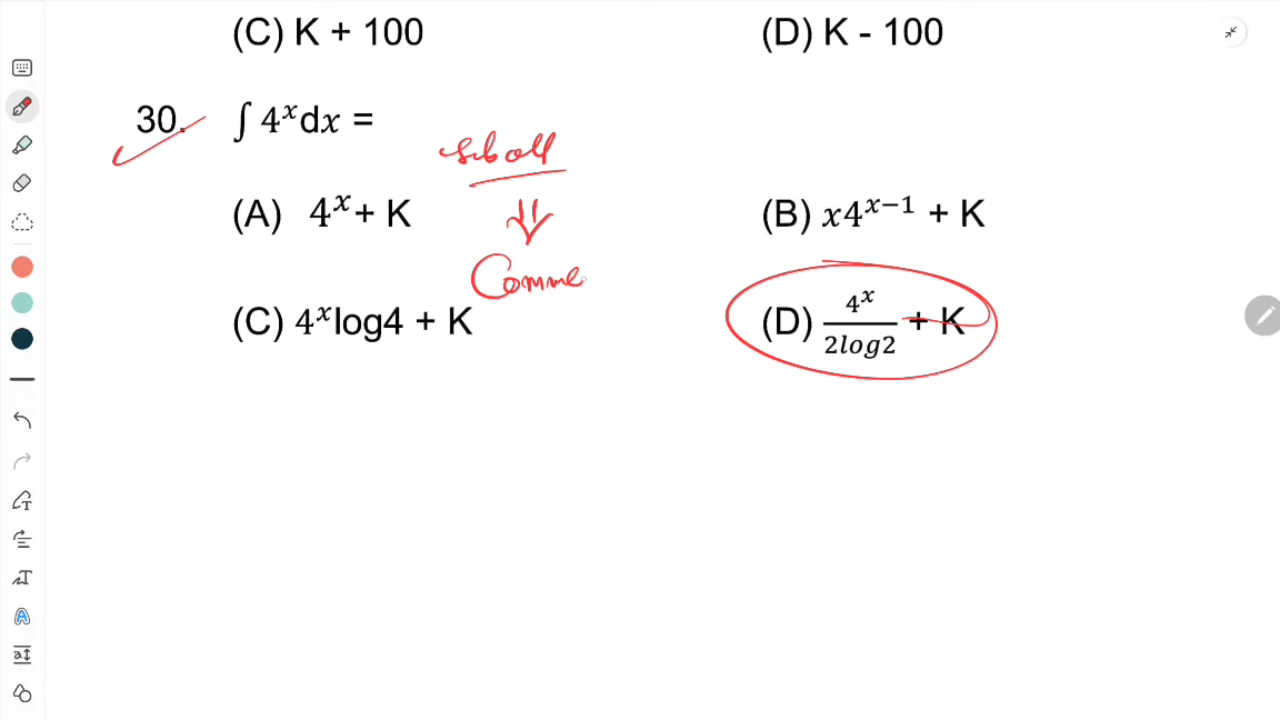 (C) K + 100 (D) K - 100
30. ∫ 4ˣdx =
(A) 4ˣ + K (B) x4ˣ⁻¹ + K
(C) 4ˣlog4 + K (D) 4ˣ/2log2 + K
Comme